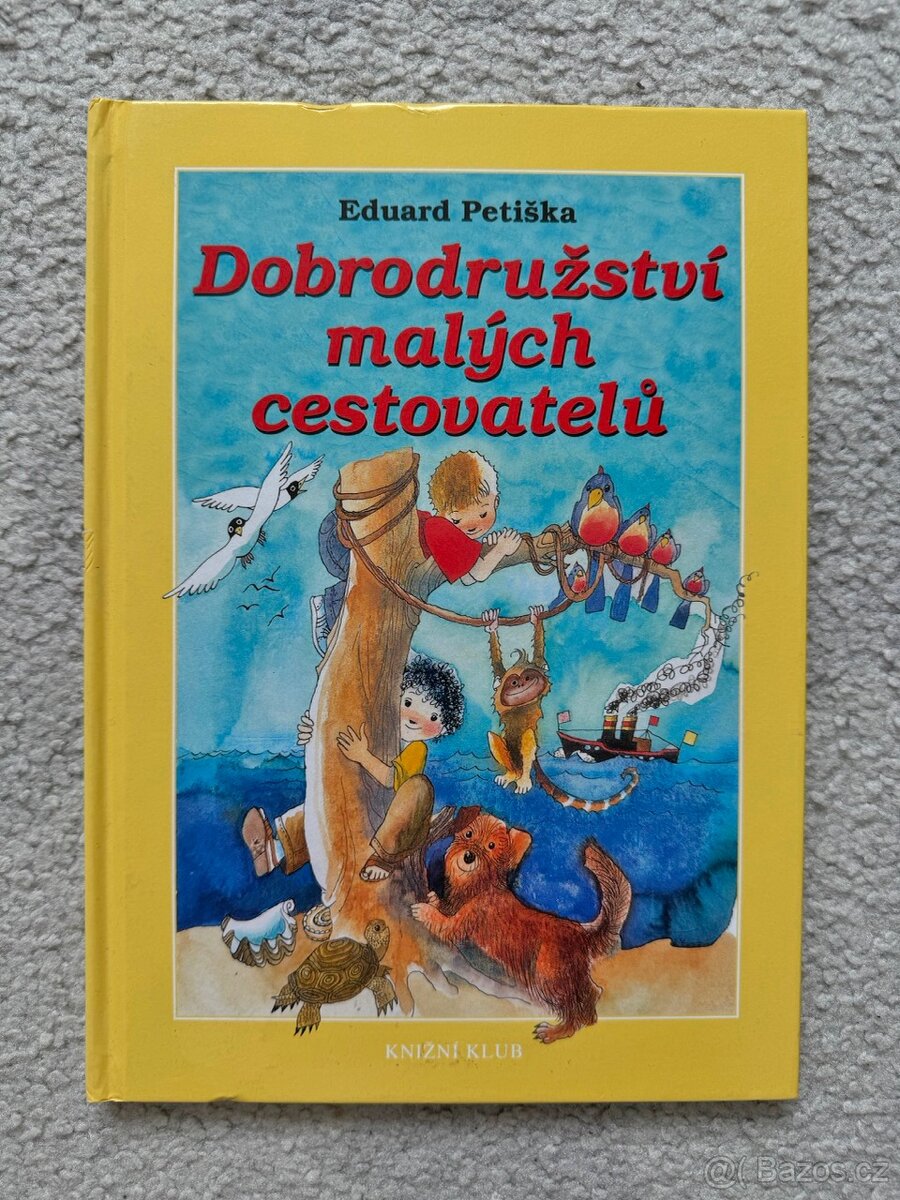 Eduard Petiška
Dobrodružství
malých
cestovatelů
KNIŽNÍ KLUB
@( Bazos.cz